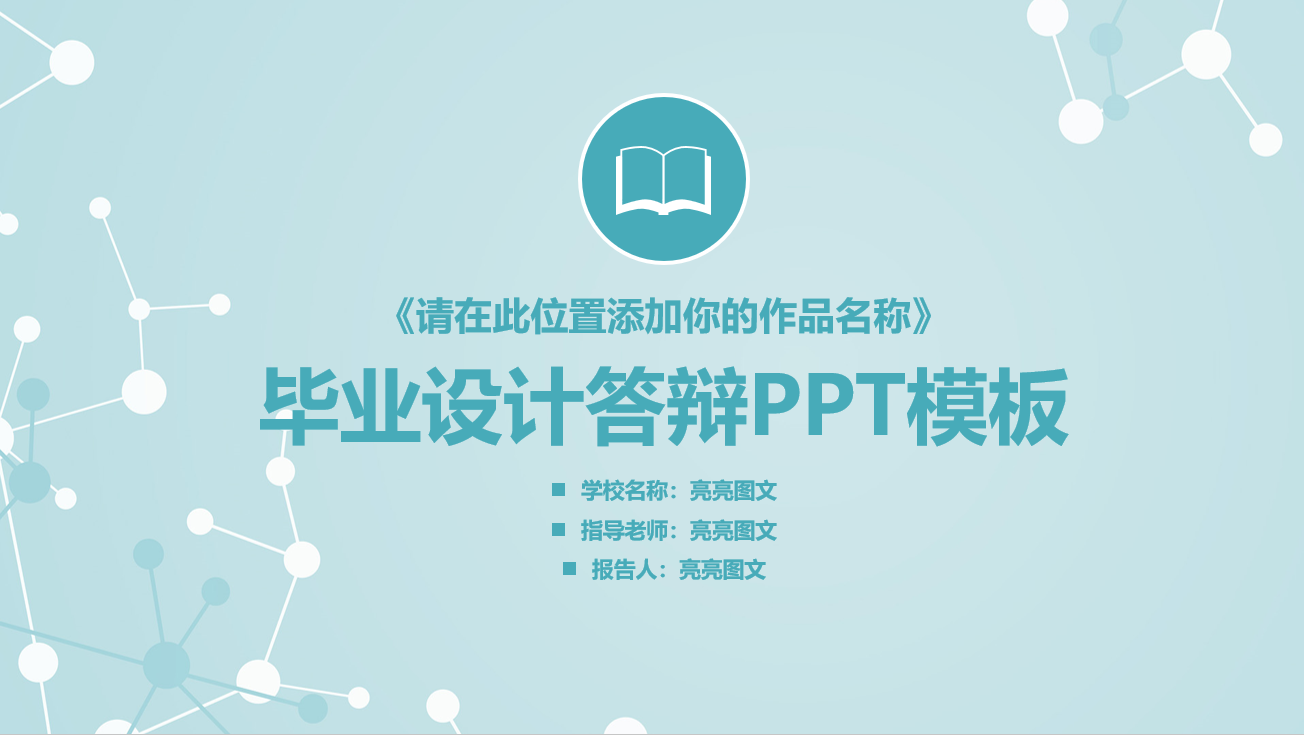 《请在此位置添加你的作品名称》
毕业设计答辩PPT模板
学校名称：亮亮图文
指导老师：亮亮图文
报告人：亮亮图文